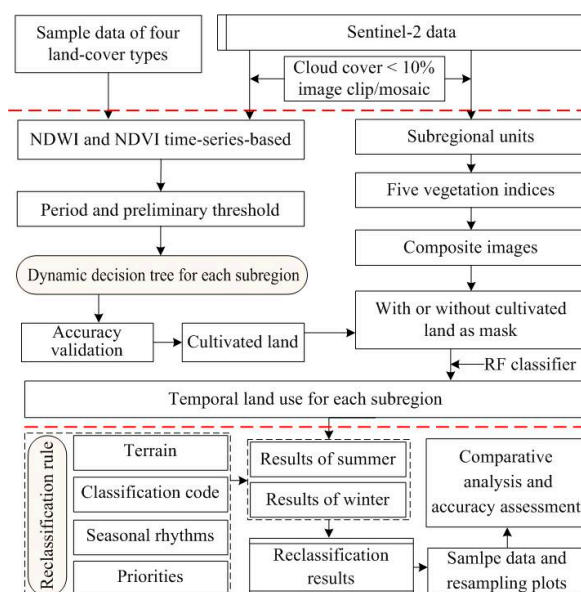 Sample data of four
land-cover types
Sentinel-2 data
Cloud cover < 10%
image clip/mosaic
NDWI and NDVI time-series-based
Subregional units
Period and preliminary threshold
Five vegetation indices
Dynamic decision tree for each subregion
Composite images
Accuracy
validation
Cultivated land
With or without cultivated
land as mask
RF classifier
Temporal land use for each subregion
Reclassification rule
Terrain
Classification code
Seasonal rhythms
Priorities
Results of summer
Results of winter
Reclassification
results
Comparative
analysis and
accuracy assessment
Samlpe data and
resampling plots